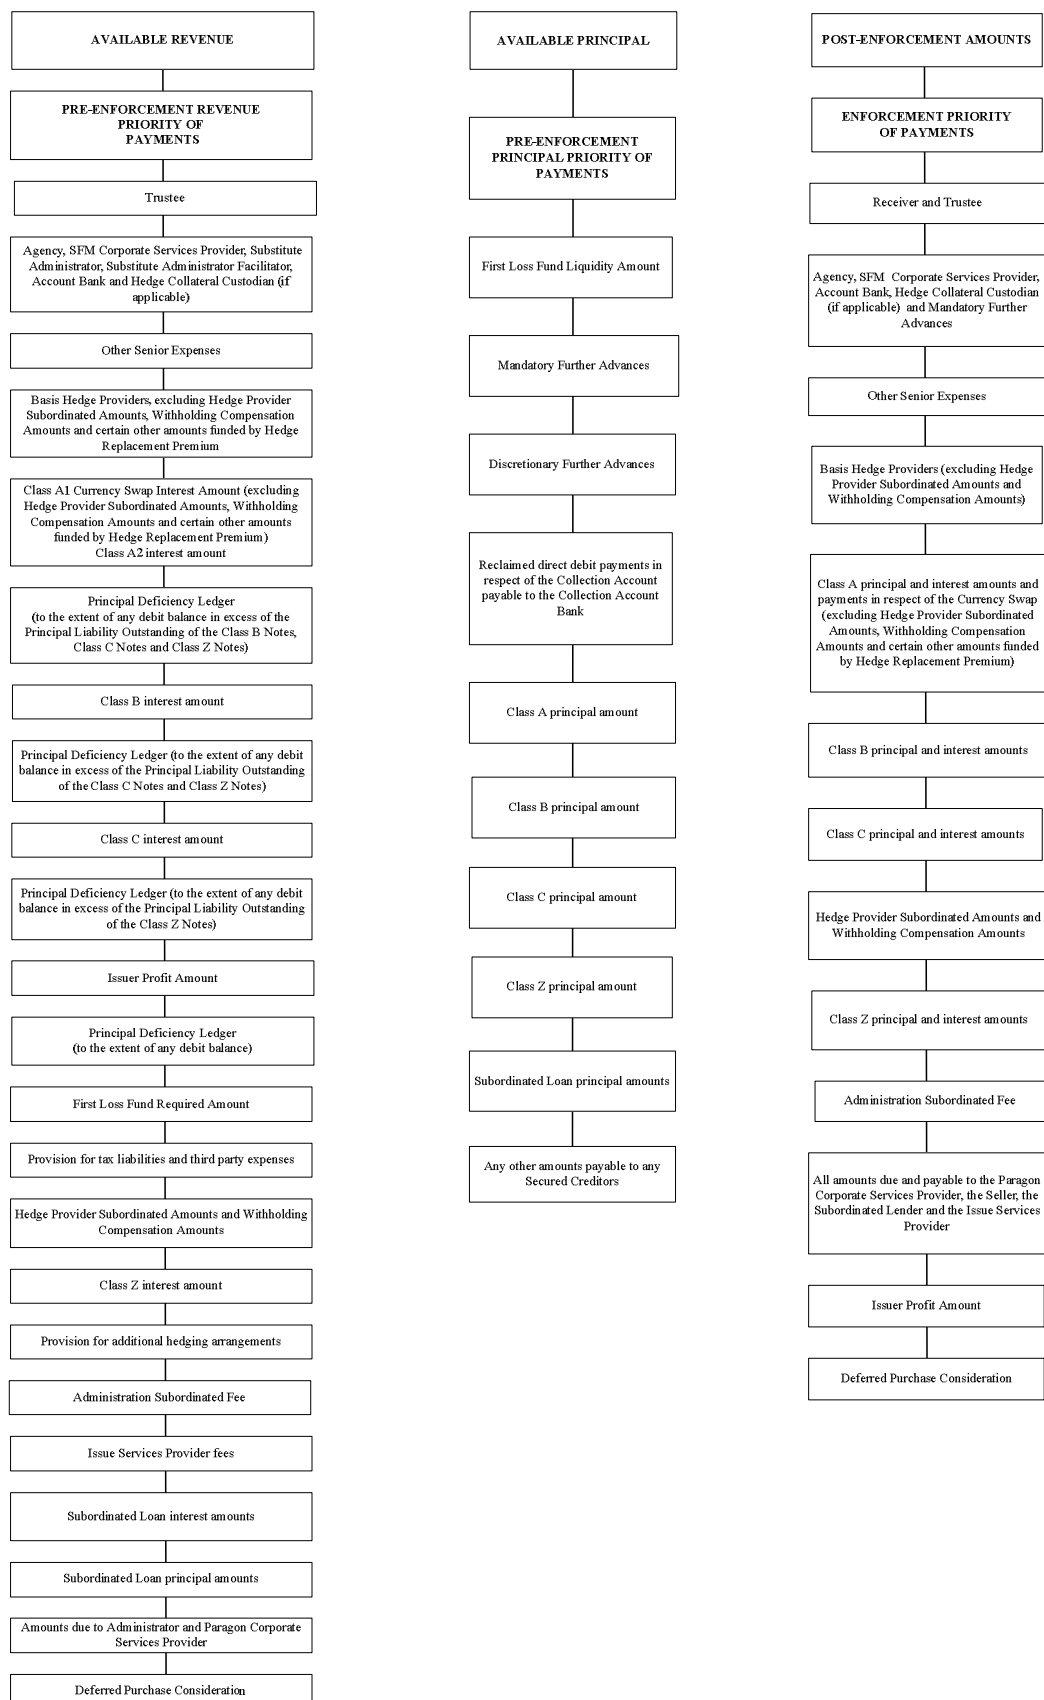 AVAILABLE REVENUE
PRE-ENFORCEMENT REVENUE
PRIORITY OF
PAYMENTS
Trustee
Agency, SFM Corporate Services Provider, Substitute
Administrator, Substitute Administrator Facilitator,
Account Bank and Hedge Collateral Custodian (if
applicable)
Other Senior Expenses
Basis Hedge Providers, excluding Hedge Provider
Subordinated Amounts, Withholding Compensation
Amounts and certain other amounts funded by Hedge
Replacement Premium
Class A1 Currency Swap Interest Amount (excluding
Hedge Provider Subordinated Amounts, Withholding
Compensation Amounts and certain other amounts
funded by Hedge Replacement Premium)
Class A2 interest amount
Principal Deficiency Ledger
(to the extent of any debit balance in excess of the
Principal Liability Outstanding of the Class B Notes,
Class C Notes and Class Z Notes)
Class B interest amount
Principal Deficiency Ledger (to the extent of any debit
balance in excess of the Principal Liability Outstanding
of the Class C Notes and Class Z Notes)
Class C interest amount
Principal Deficiency Ledger (to the extent of any debit
balance in excess of the Principal Liability Outstanding
of the Class Z Notes)
Issuer Profit Amount
Principal Deficiency Ledger
(to the extent of any debit balance)
First Loss Fund Required Amount
Provision for tax liabilities and third party expenses
Hedge Provider Subordinated Amounts and Withholding
Compensation Amounts
Class Z interest amount
Provision for additional hedging arrangements
Administration Subordinated Fee
Issue Services Provider fees
Subordinated Loan interest amounts
Subordinated Loan principal amounts
Amounts due to Administrator and Paragon Corporate
Services Provider
Deferred Purchase Consideration
AVAILABLE PRINCIPAL
PRE-ENFORCEMENT
PRINCIPAL PRIORITY OF
PAYMENTS
First Loss Fund Liquidity Amount
Mandatory Further Advances
Discretionary Further Advances
Reclaimed direct debit payments in
respect of the Collection Account
payable to the Collection Account
Bank
Class A principal amount
Class B principal amount
Class C principal amount
Class Z principal amount
Subordinated Loan principal amounts
Any other amounts payable to any
Secured Creditors
POST-ENFORCEMENT AMOUNTS
ENFORCEMENT PRIORITY
OF PAYMENTS
Receiver and Trustee
Agency, SFM Corporate Services Provider,
Account Bank, Hedge Collateral Custodian
(if applicable) and Mandatory Further
Advances
Other Senior Expenses
Basis Hedge Providers (excluding Hedge
Provider Subordinated Amounts and
Withholding Compensation Amounts)
Class A principal and interest amounts and
payments in respect of the Currency Swap
(excluding Hedge Provider Subordinated
Amounts, Withholding Compensation
Amounts and certain other amounts funded
by Hedge Replacement Premium)
Class B principal and interest amounts
Class C principal and interest amounts
Hedge Provider Subordinated Amounts and
Withholding Compensation Amounts
Class Z principal and interest amounts
Administration Subordinated Fee
All amounts due and payable to the Paragon
Corporate Services Provider, the Seller, the
Subordinated Lender and the Issue Services
Provider
Issuer Profit Amount
Deferred Purchase Consideration